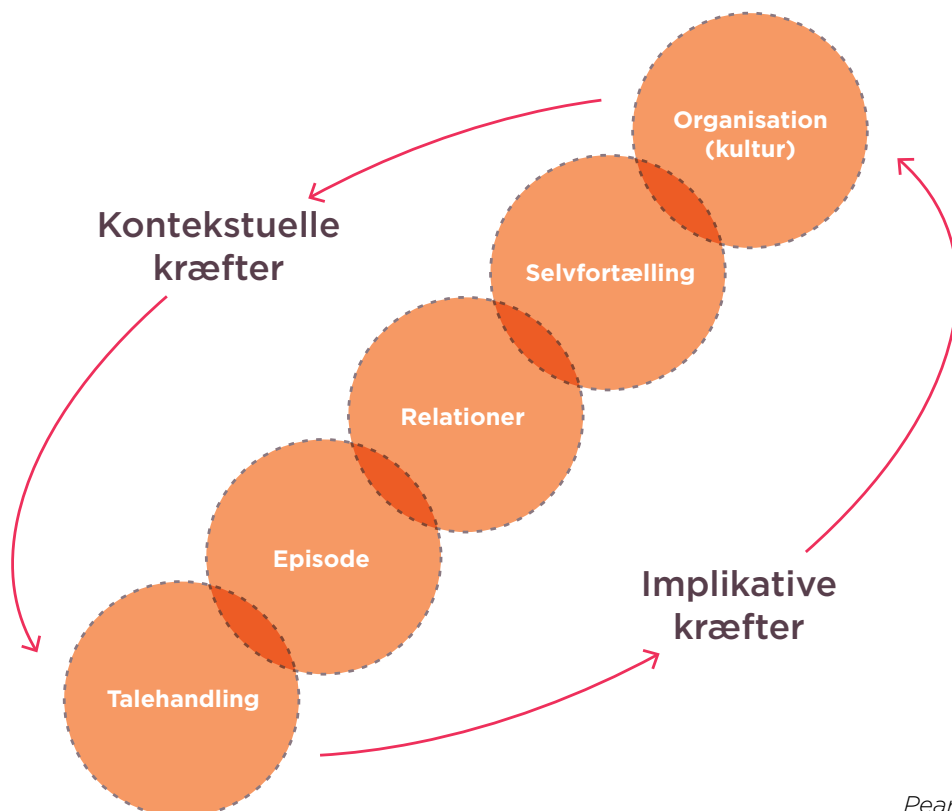 Organisation
(kultur)
Kontekstuelle
kræfter
Selvfortælling
Relationer
Episode
Implikative
kræfter
Talehandling